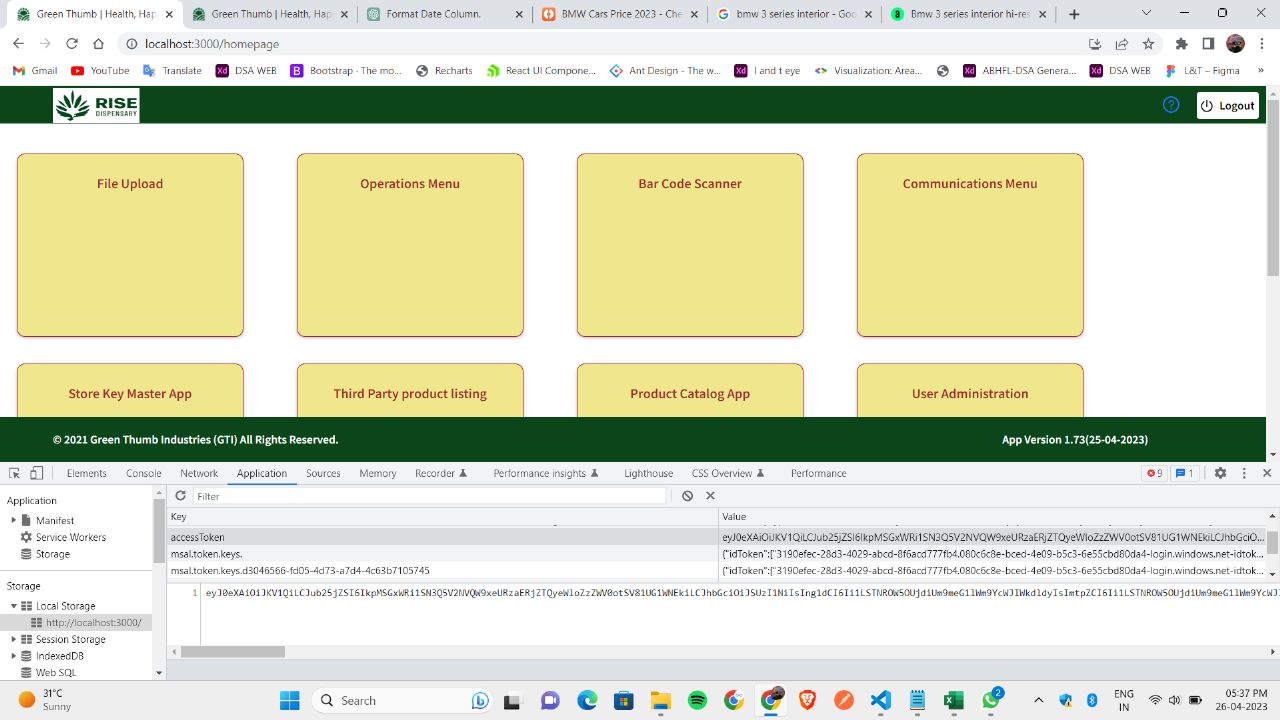 Green Thumb | Health, Hap
Green Thumb | Health, Hap
Format Date Column.
BMW Cars Price 2023 - Che
bmw 3 series interior - Goo
Bmw 3 series interior hi-res
localhost:3000/homepage
Gmail
YouTube
Translate
DSA WEB
Bootstrap · The mo...
Recharts
React UI Compone...
Ant Design - The w...
I and t eye
Visualization: Area...
ABHFL-DSA Genera...
DSA WEB
L&T – Figma
RISE
DISPENSARY
Logout
File Upload
Operations Menu
Bar Code Scanner
Communications Menu
Store Key Master App
Third Party product listing
Product Catalog App
User Administration
© 2021 Green Thumb Industries (GTI) All Rights Reserved.
App Version 1.73(25-04-2023)
Elements
Console
Network
Application
Sources
Memory
Recorder
Performance insights
Lighthouse
CSS Overview
Performance
9
1
Application
Manifest
Service Workers
Storage
Storage
Local Storage
http://localhost:3000/
Session Storage
IndexedDB
Web SQL
Filter
Key
Value
accessToken
msal.token.keys.
{"idToken":["3190efec-28d3-4029-abcd-8f6acd777fb4.080c6c8e-bced-4e09-b5c3-6e55cbd80da4-login.windows.net-idtok...
msal.token.keys.d3046566-fd05-4d73-a7d4-4c63b7105745
{"idToken":["3190efec-28d3-4029-abcd-8f6acd777fb4.080c6c8e-bced-4e09-b5c3-6e55cbd80da4-login.windows.net-idtok...
1
31°C
Sunny
Search
2
ENG
IN
05:37 PM
26-04-2023